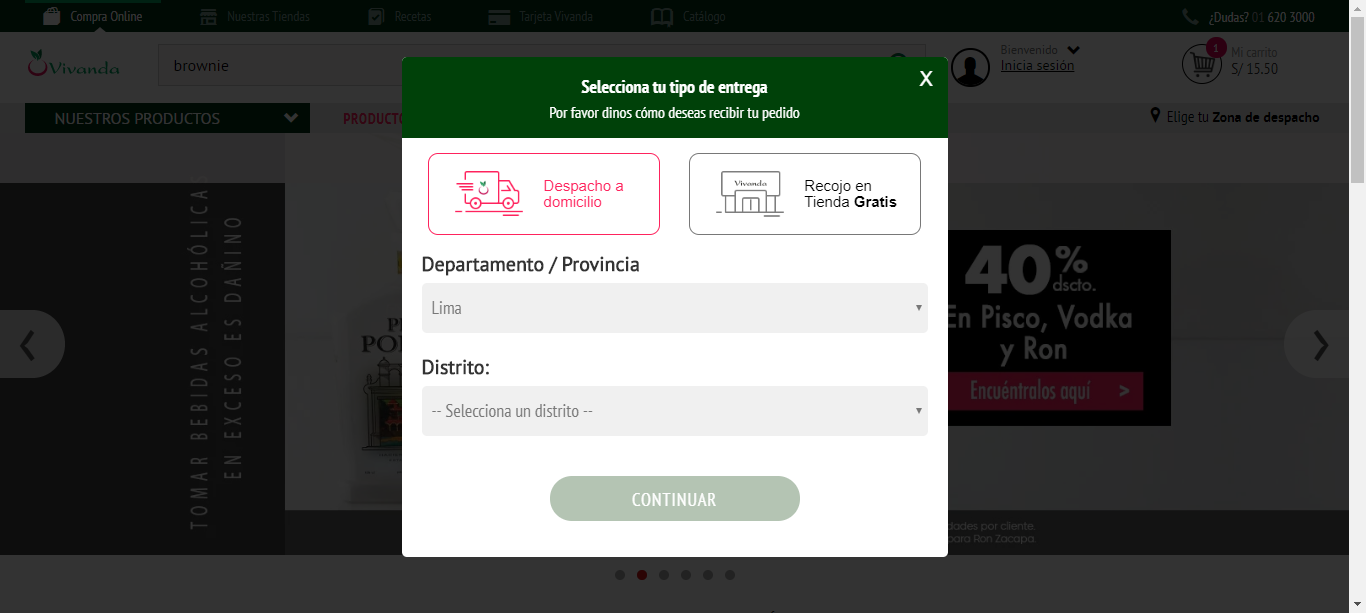 Compra Online
Nuestras Tiendas
Recetas
Tarjeta Vivanda
Catálogo
¿Dudas? 01 620 3000
Vivanda
brownie
Bienvenido
Inicia sesión
1
Mi carrito
S/ 15.50
NUESTROS PRODUCTOS
PRODUCTO
Elige tu Zona de despacho
Selecciona tu tipo de entrega
X
Por favor dinos cómo deseas recibir tu pedido
Despacho a
domicilio
Vivanda
Recojo en
Tienda Gratis
Departamento / Provincia
Lima
Distrito:
-- Selecciona un distrito --
CONTINUAR
TOMAR BEBIDAS ALCOHÓLICAS
EN EXCESO ES DAÑINO
40% dscto.
En Pisco, Vodka
y Ron
Encuéntralos aquí >
dades por cliente.
para Ron Zacapa.